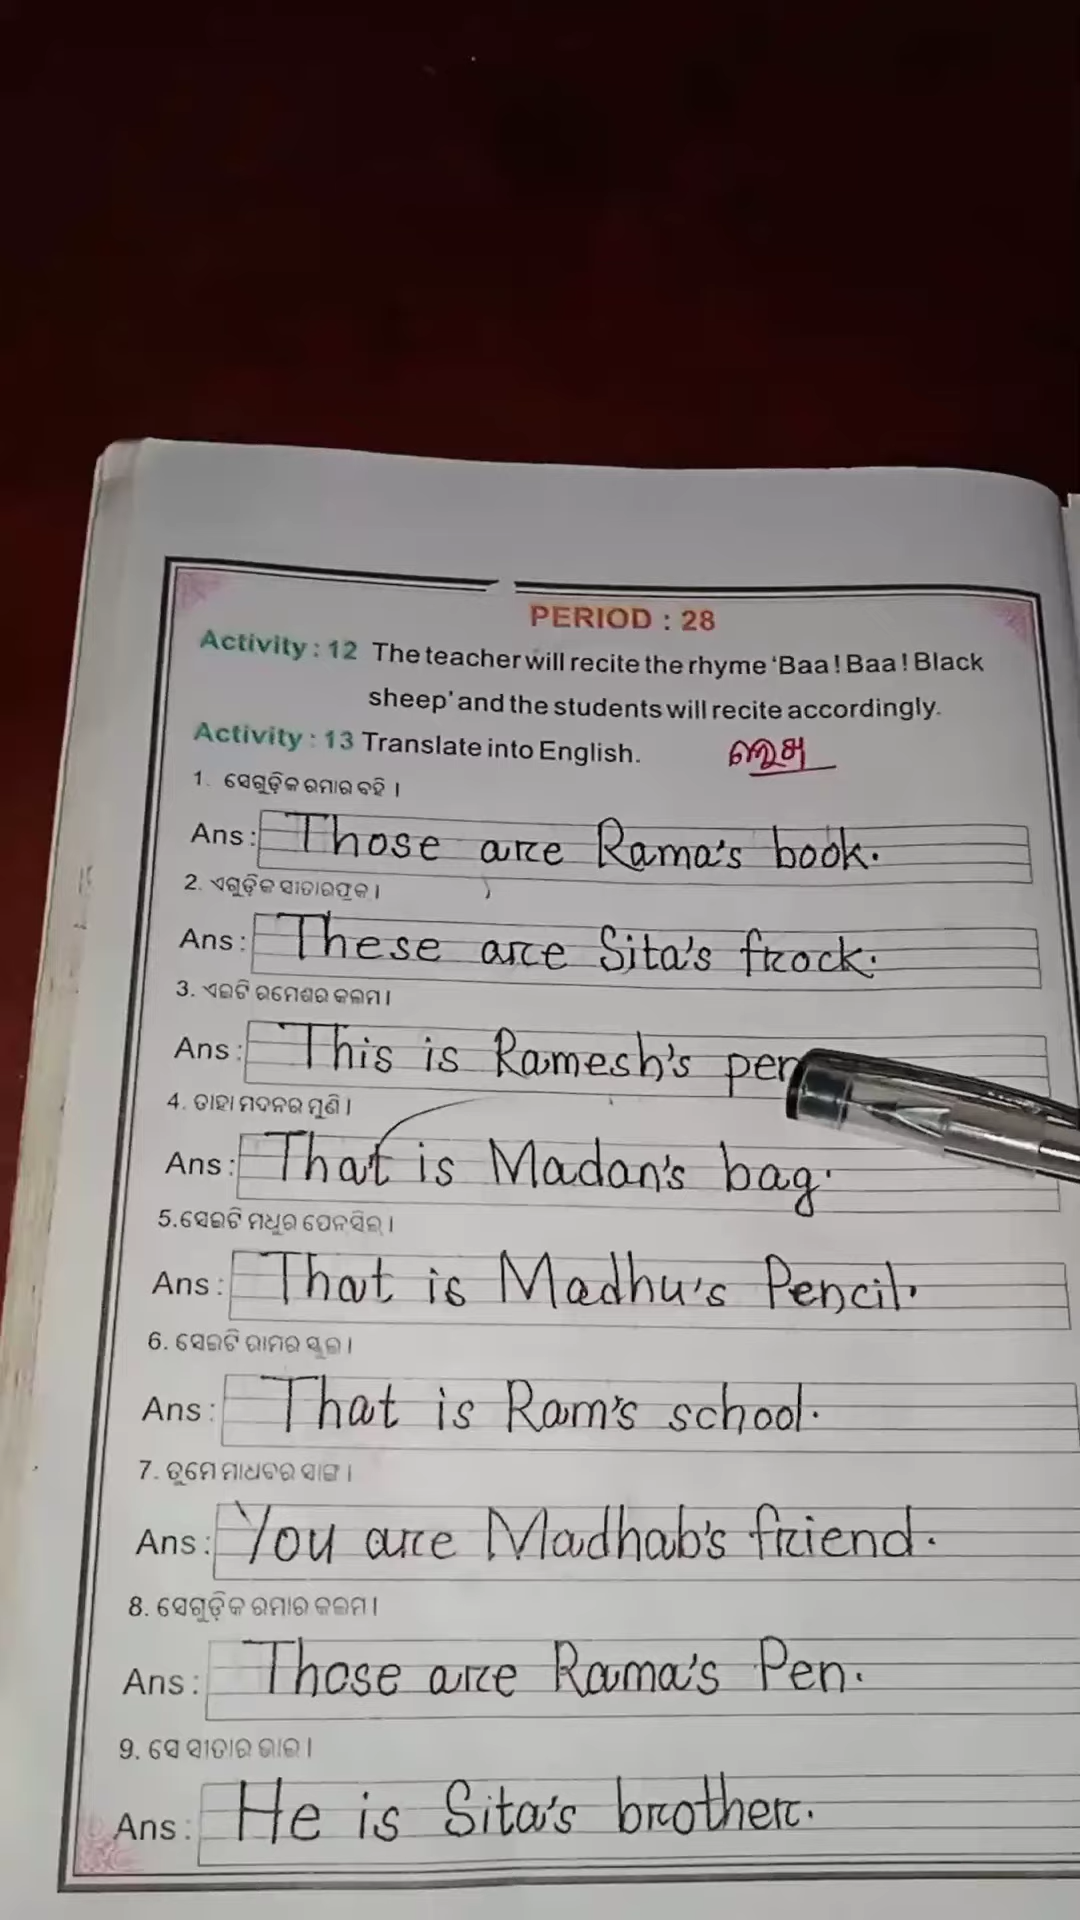 PERIOD : 28
Activity : 12 The teacher will recite the rhyme ‘Baa ! Baa ! Black
sheep’ and the students will recite accordingly.
Activity : 13 Translate into English.
1. ସେଗୁଡ଼ିକ ରମାର ବହି ।
Ans : Those are Rama's book.
2. ଏଗୁଡ଼ିକ ସୀତାର ଫ୍ରକ୍ ।
Ans : These are Sita's frock.
3. ଏଇଟି ରମେଶର କଲମ ।
Ans : This is Ramesh's pen
4. ତାହା ମଦନର ମୁଣି ।
Ans : That is Madan's bag.
5. ସେଇଟି ମଧୁର ପେନସିଲ୍ ।
Ans : That is Madhu's Pencil.
6. ସେଇଟି ରାମର ସ୍କୁଲ ।
Ans : That is Ram's school.
7. ତୁମେ ମାଧବର ସାଙ୍ଗ ।
Ans : You are Madhab's friend.
8. ସେଗୁଡ଼ିକ ରମାର କଲମ ।
Ans : Those are Rama's Pen.
9. ସେ ସୀତାର ଭାଇ ।
Ans : He is Sita's brother.